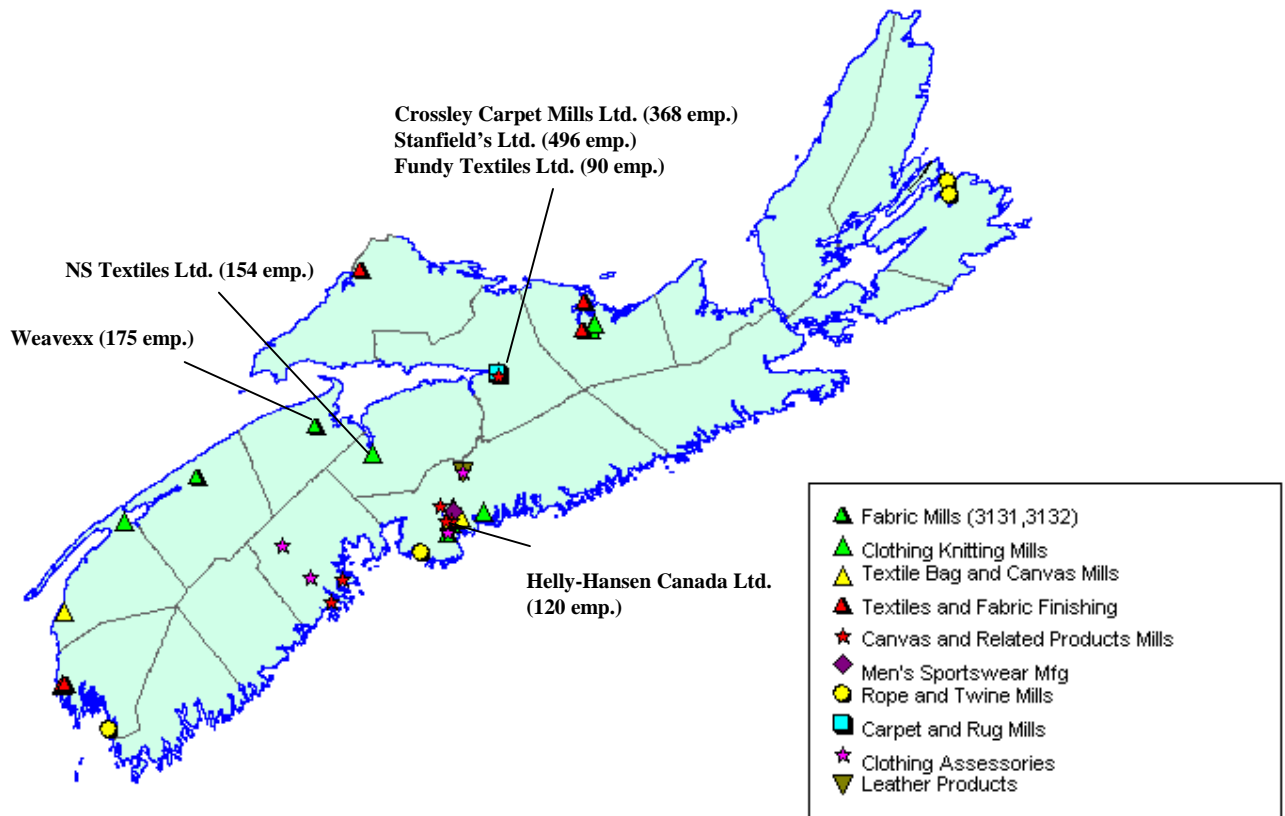 Crossley Carpet Mills Ltd. (368 emp.)
Stanfield's Ltd. (496 emp.)
Fundy Textiles Ltd. (90 emp.)
NS Textiles Ltd. (154 emp.)
Weavexx (175 emp.)
Helly-Hansen Canada Ltd.
(120 emp.)
Fabric Mills (3131,3132)
Clothing Knitting Mills
Textile Bag and Canvas Mills
Textiles and Fabric Finishing
Canvas and Related Products Mills
Men's Sportswear Mfg
Rope and Twine Mills
Carpet and Rug Mills
Clothing Assessories
Leather Products